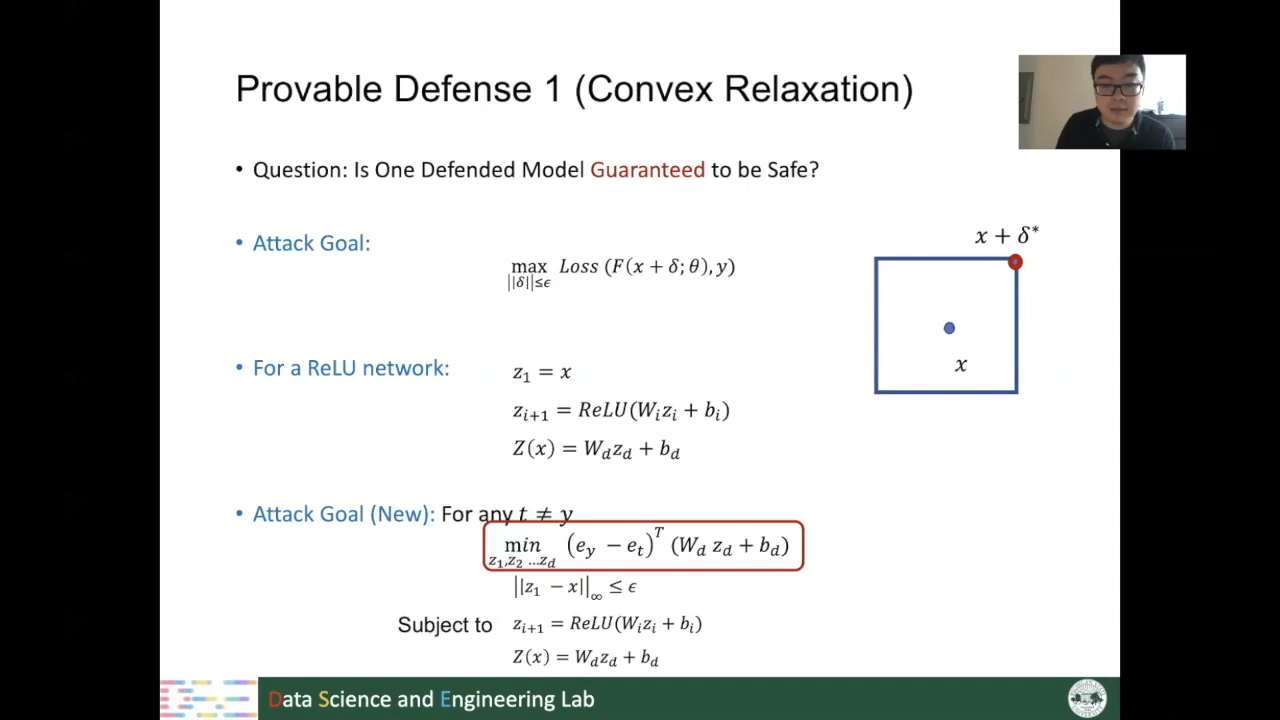 Provable Defense 1 (Convex Relaxation)
• Question: Is One Defended Model Guaranteed to be Safe?
• Attack Goal:
max Loss (F(x + δ; θ), y)
||δ||≤ϵ
x + δ*
x
• For a ReLU network:
z₁ = x
zᵢ₊₁ = ReLU(Wᵢzᵢ + bᵢ)
Z(x) = W_d z_d + b_d
• Attack Goal (New): For any t ≠ y
min (e_y − e_t)^T (W_d z_d + b_d)
z₁,z₂ …z_d
||z₁ − x||_∞ ≤ ϵ
Subject to zᵢ₊₁ = ReLU(Wᵢzᵢ + bᵢ)
Z(x) = W_d z_d + b_d
Data Science and Engineering Lab